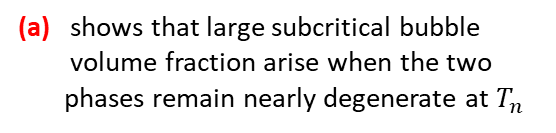 (a) shows that large subcritical bubble
volume fraction arise when the two
phases remain nearly degenerate at Tₙ